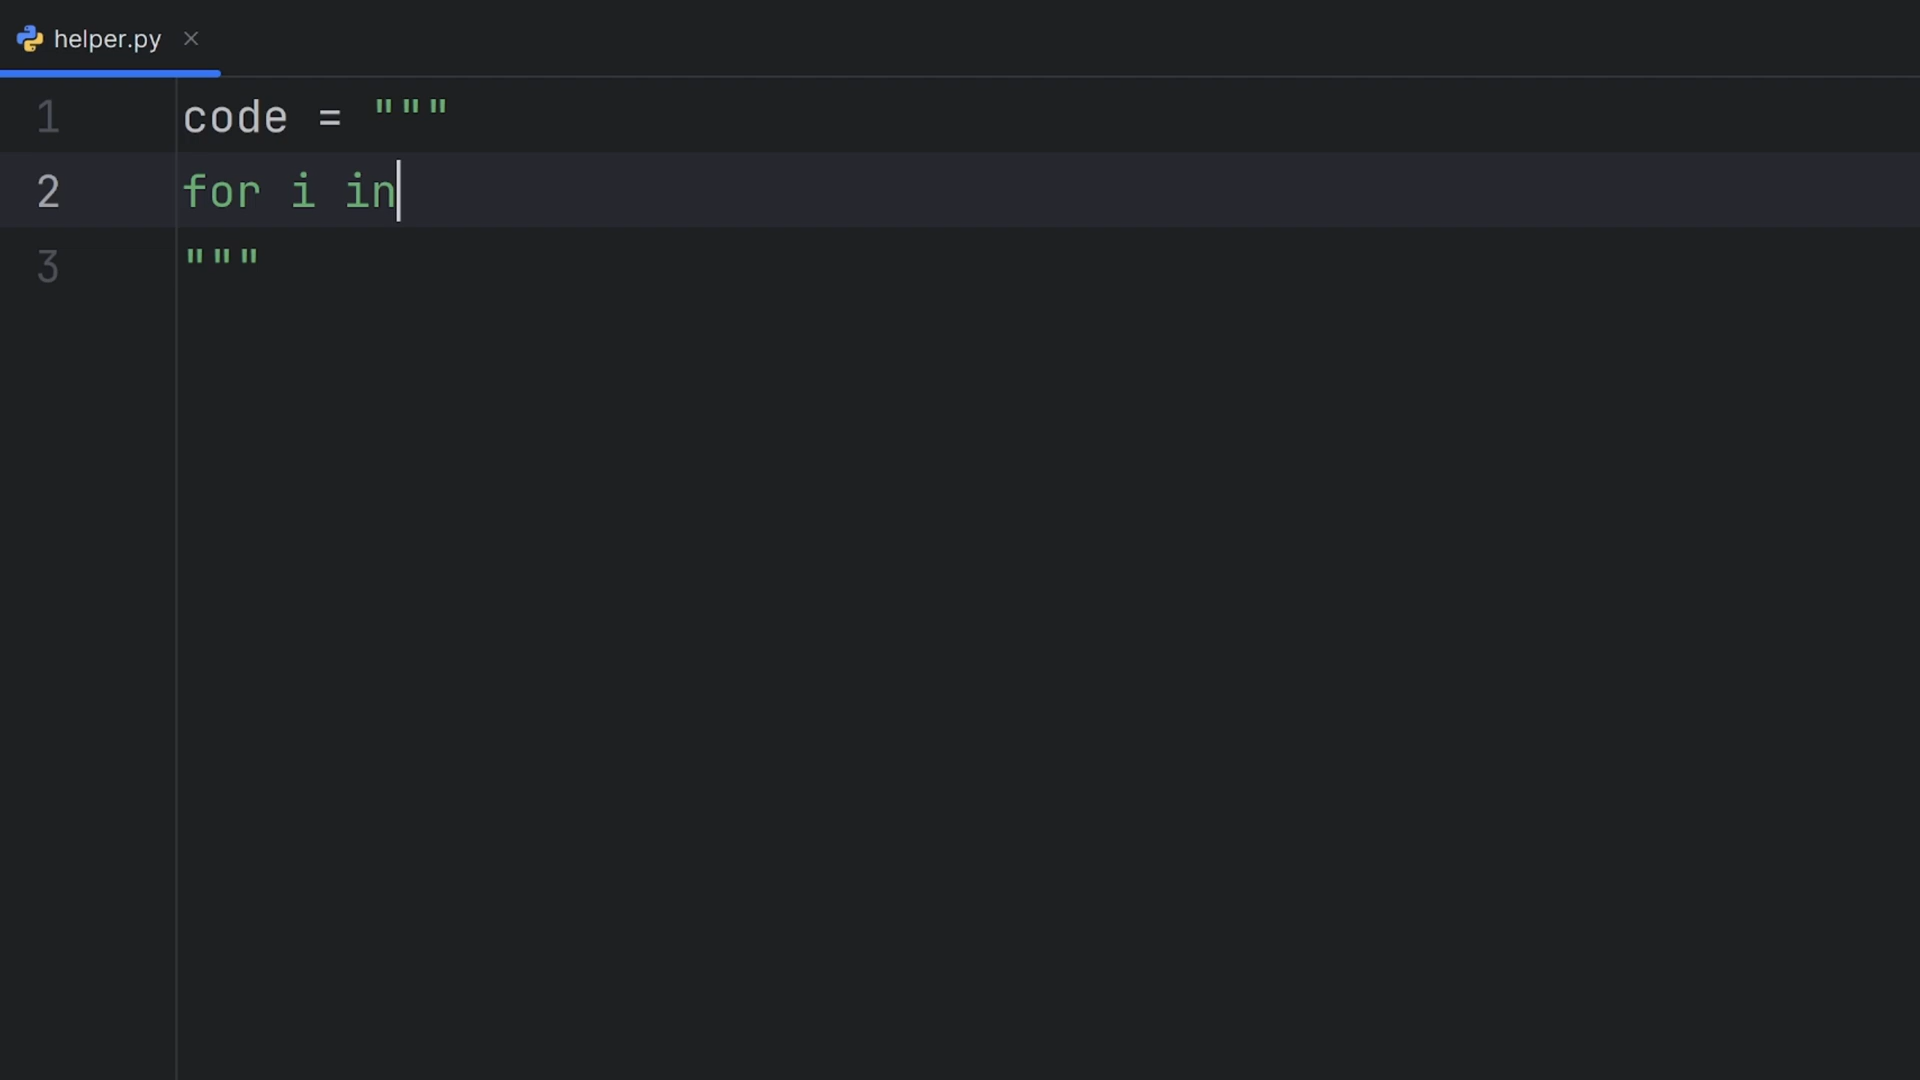 helper.py ×
1 code = """
2 for i in
3 """